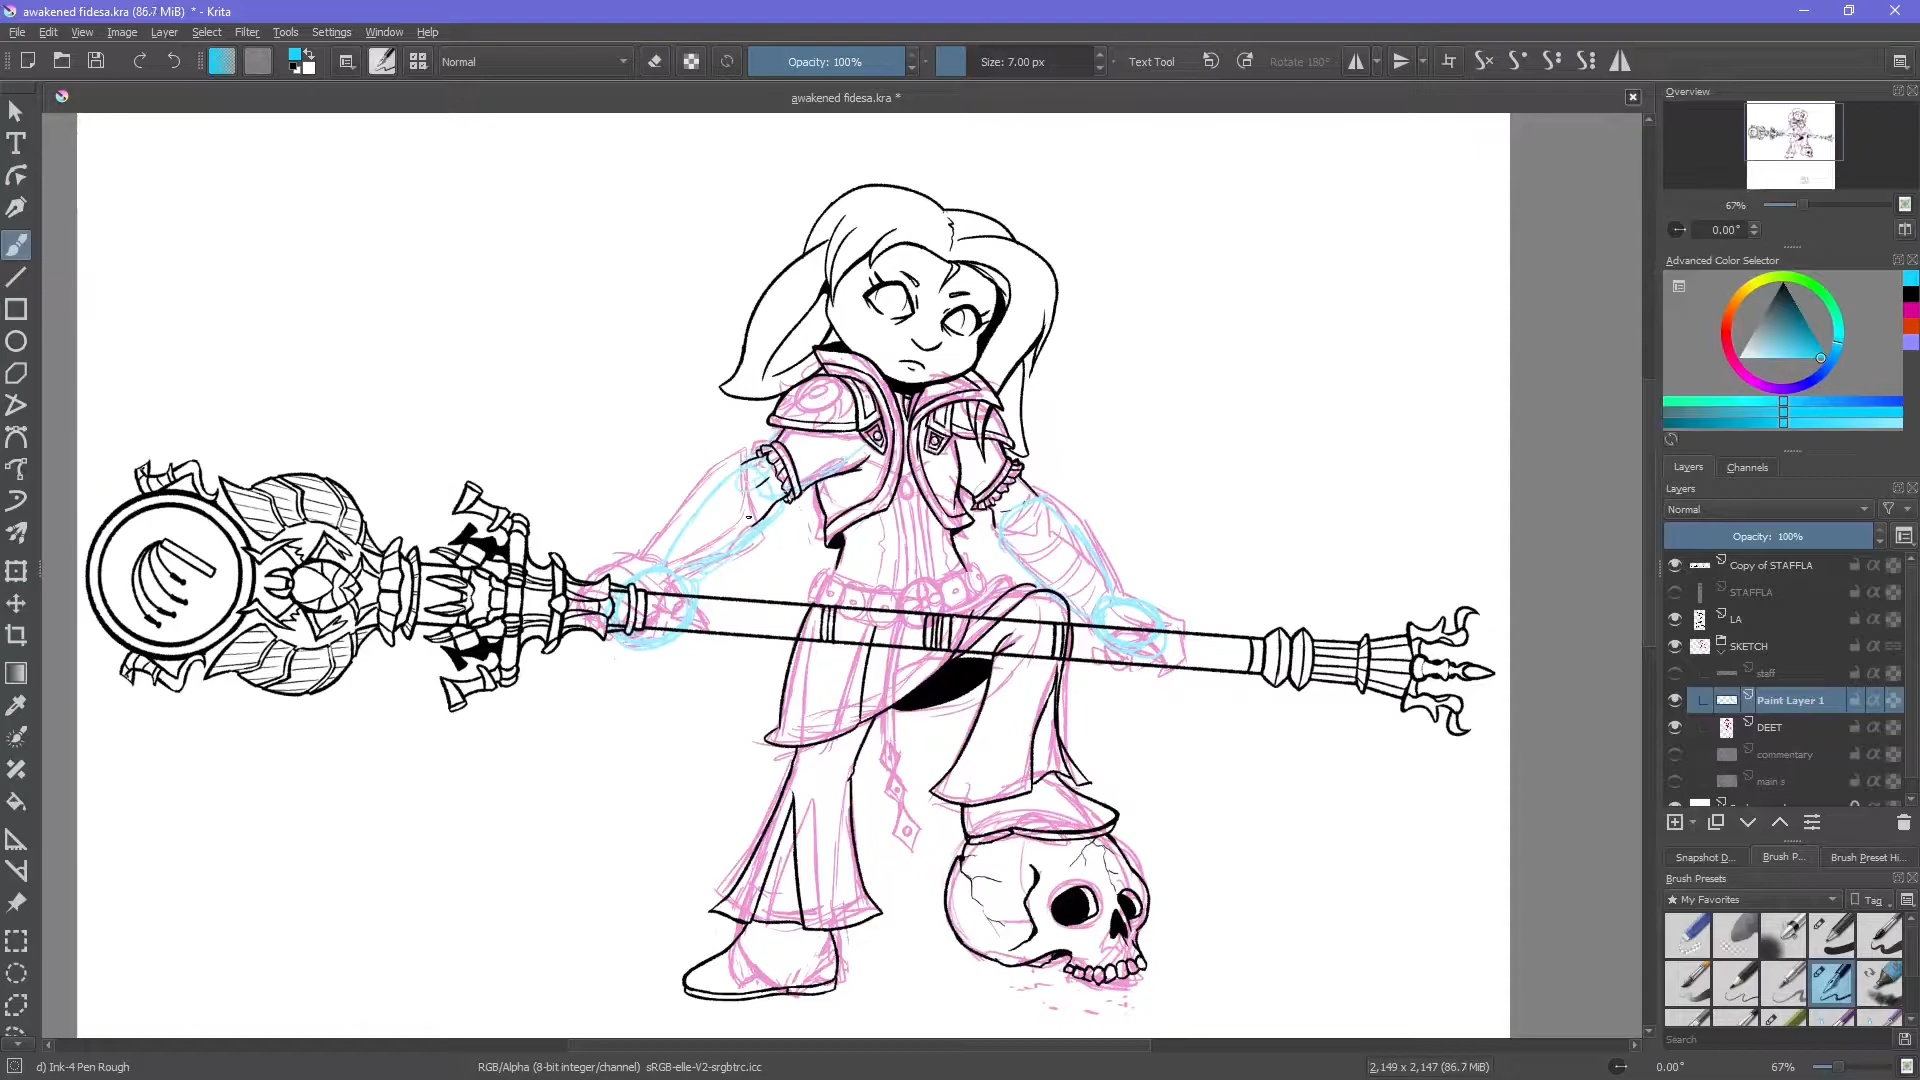 awakened fidesa.kra (86.7 MiB)  * - Krita
File Edit View Image Layer Select Filter Tools Settings Window Help
Normal
Opacity: 100%
Size: 7.00 px
Text Tool
Rotate 180°
awakened fidesa.kra *
Overview
67%
0.00°
Advanced Color Selector
Layers Channels
Layers
Normal
Opacity: 100%
Copy of STAFFLA
STAFFLA
LA
SKETCH
staff
Paint Layer 1
DEET
commentary
main s
Snapshot D... Brush P... Brush Preset Hi...
Brush Presets
★ My Favorites
Tag
Search
d) Ink-4 Pen Rough
RGB/Alpha (8-bit integer/channel) sRGB-elle-V2-srgbtrc.icc
2,149 x 2,147 (86.7 MiB)
0.00°
67%